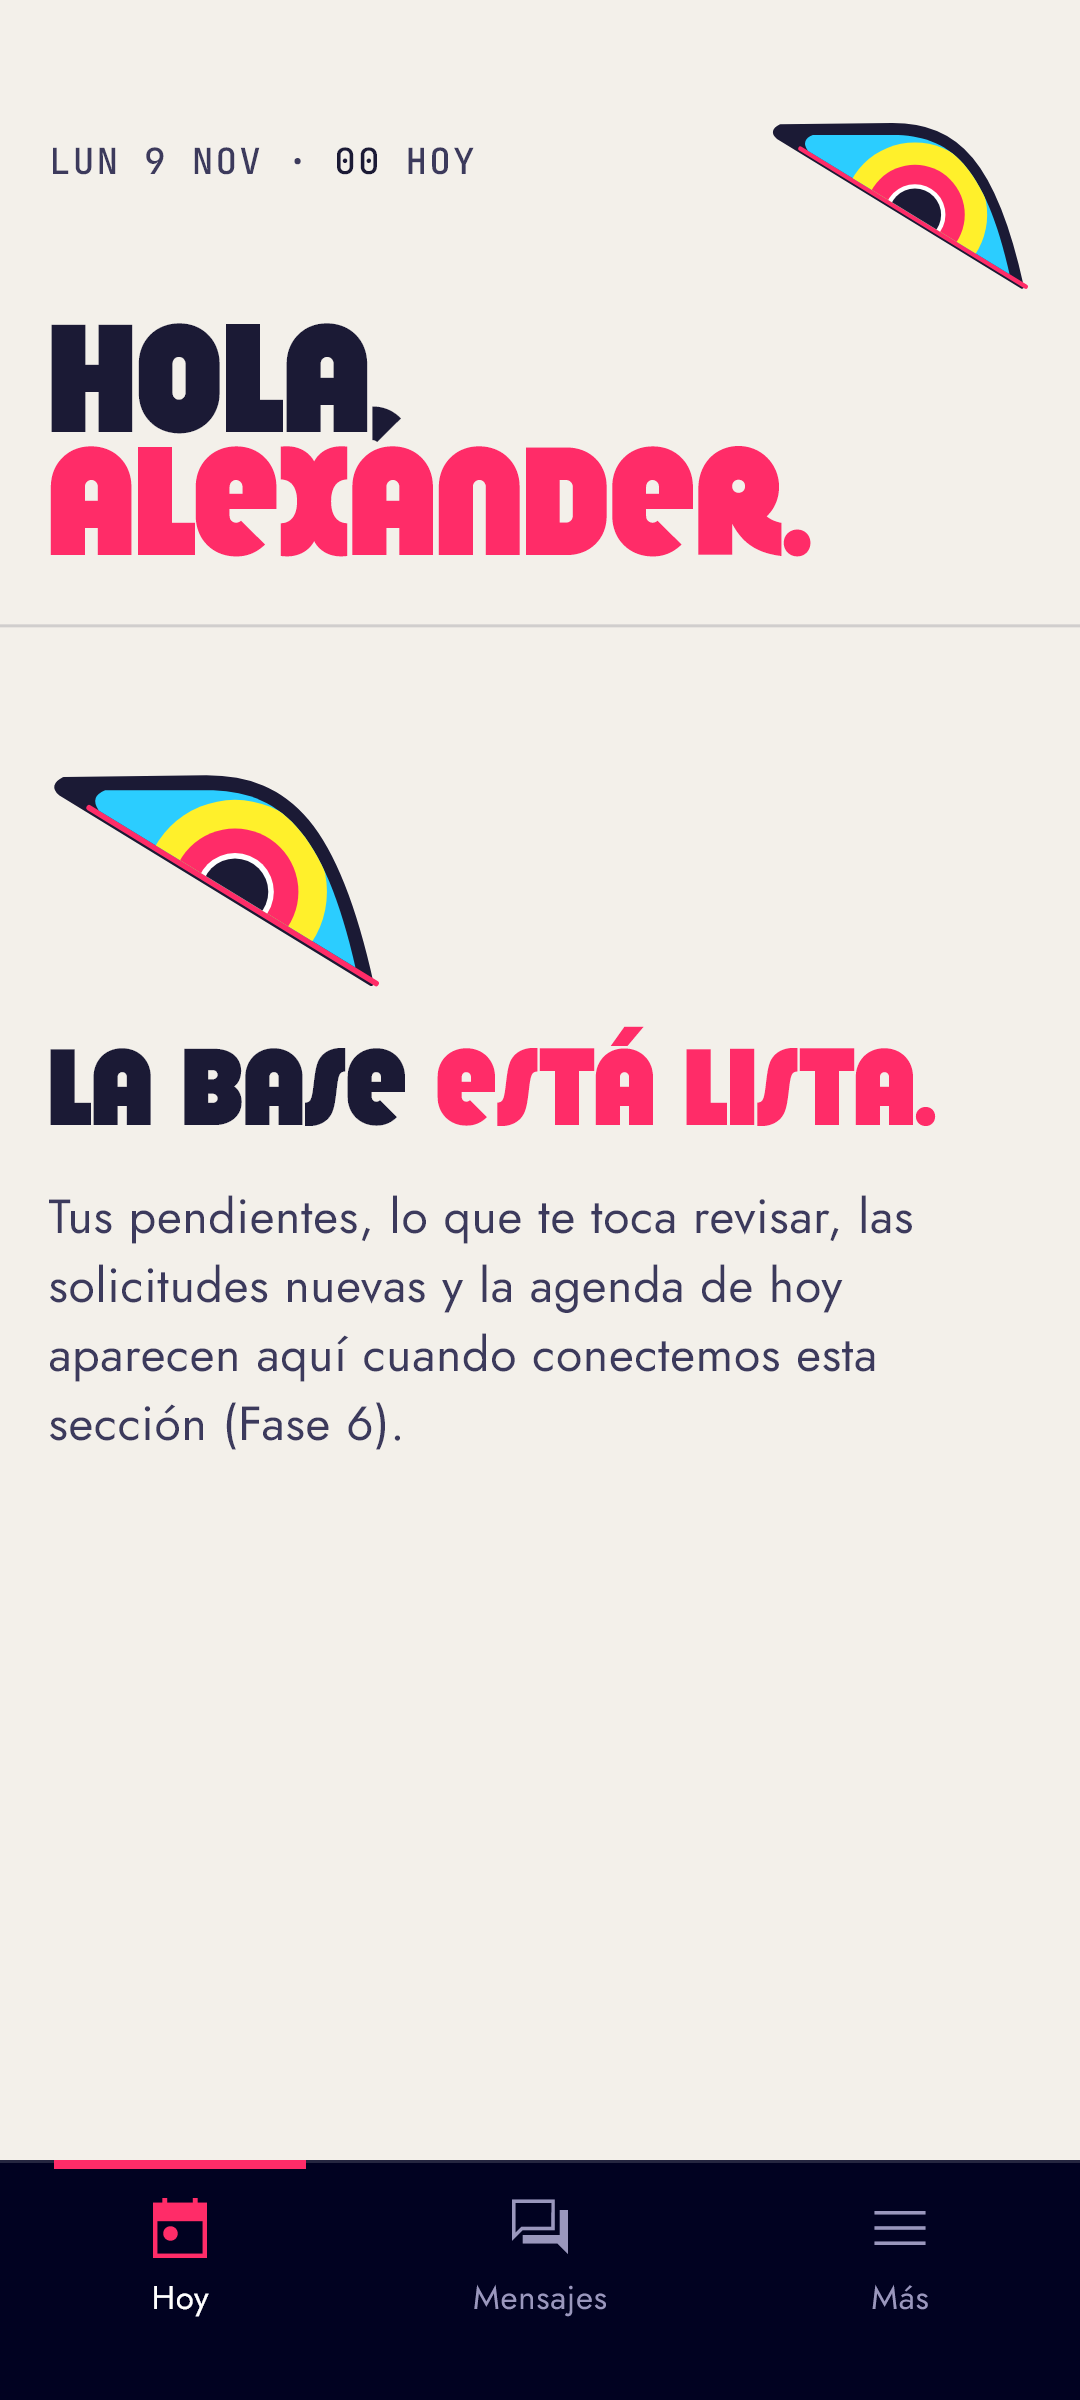 LUN 9 NOV · 00 HOY
HOLA,
ALEXANDER.
LA BASE ESTÁ LISTA.
Tus pendientes, lo que te toca revisar, las
solicitudes nuevas y la agenda de hoy
aparecen aquí cuando conectemos esta
sección (Fase 6).
Hoy
Mensajes
Más